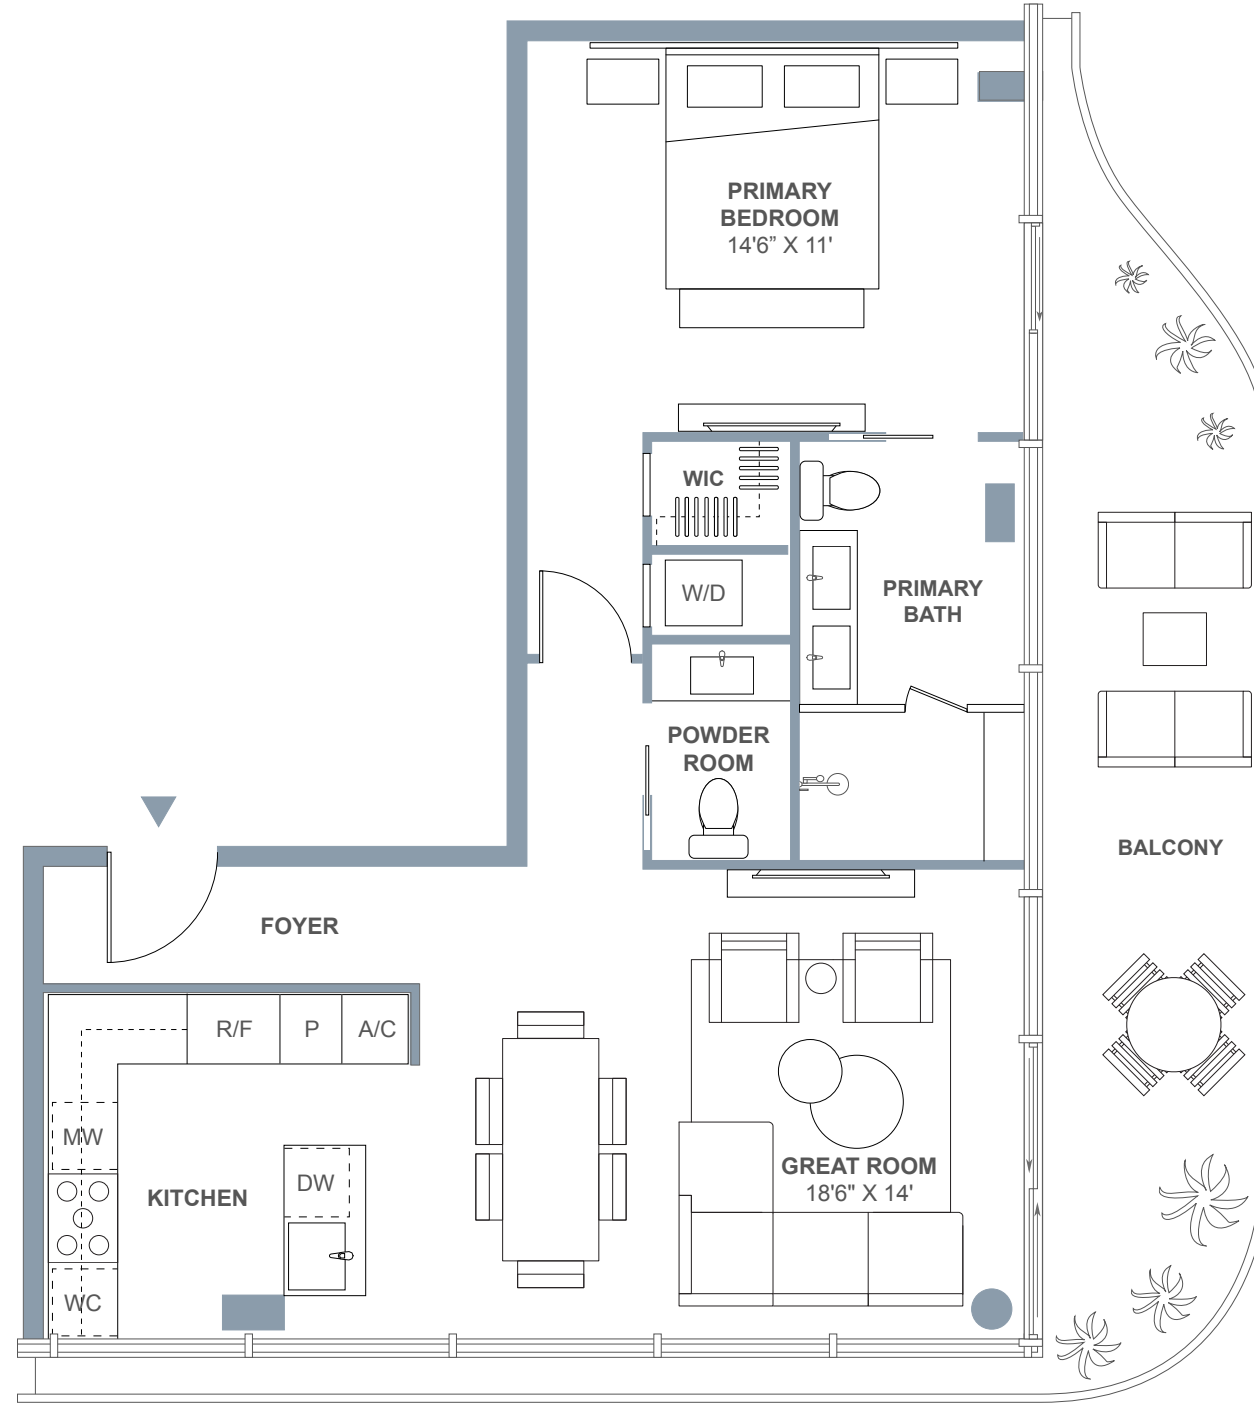 PRIMARY
BEDROOM
14'6” X 11'
WIC
W/D
PRIMARY
BATH
POWDER
ROOM
BALCONY
FOYER
R/F
P
A/C
MW
KITCHEN
DW
GREAT ROOM
18'6" X 14'
WC